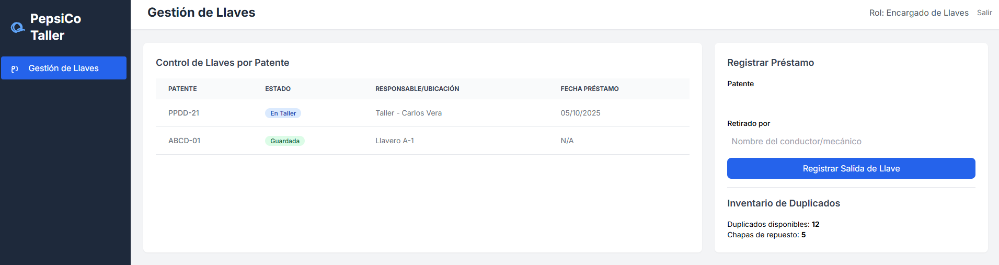 PepsiCo
Taller
Gestión de Llaves
Gestión de Llaves
Rol: Encargado de Llaves Salir
Control de Llaves por Patente
PATENTE ESTADO RESPONSABLE/UBICACIÓN FECHA PRÉSTAMO
PPDD-21 En Taller Taller - Carlos Vera 05/10/2025
ABCD-01 Guardada Llavero A-1 N/A
Registrar Préstamo
Patente
Retirado por
Nombre del conductor/mecánico
Registrar Salida de Llave
Inventario de Duplicados
Duplicados disponibles: 12
Chapas de repuesto: 5